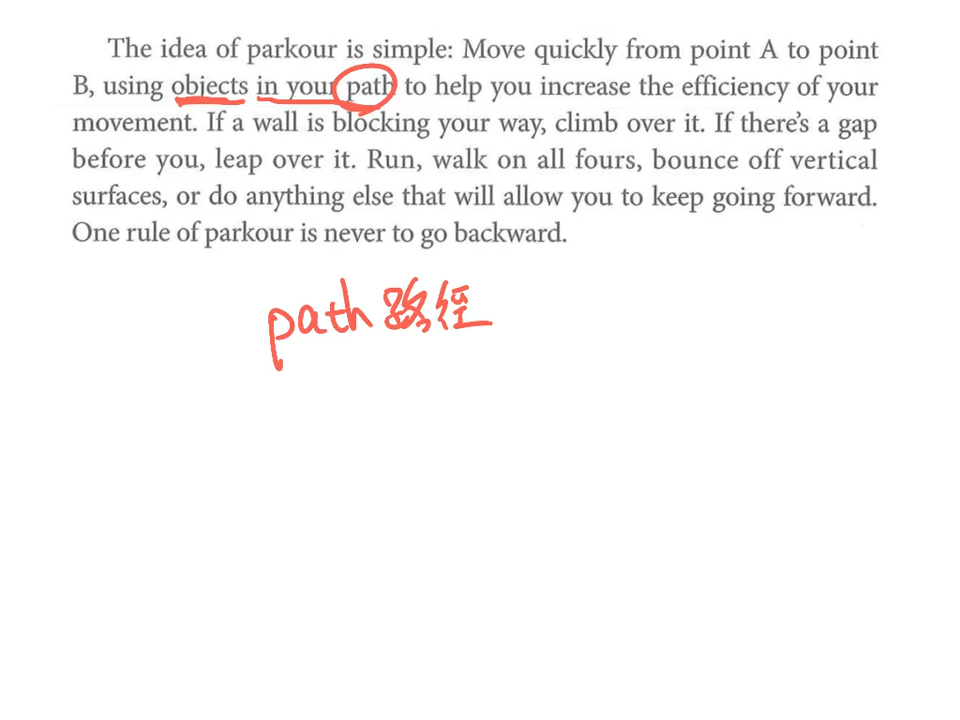 The idea of parkour is simple: Move quickly from point A to point
B, using objects in your path to help you increase the efficiency of your
movement. If a wall is blocking your way, climb over it. If there’s a gap
before you, leap over it. Run, walk on all fours, bounce off vertical
surfaces, or do anything else that will allow you to keep going forward.
One rule of parkour is never to go backward.
path 路径